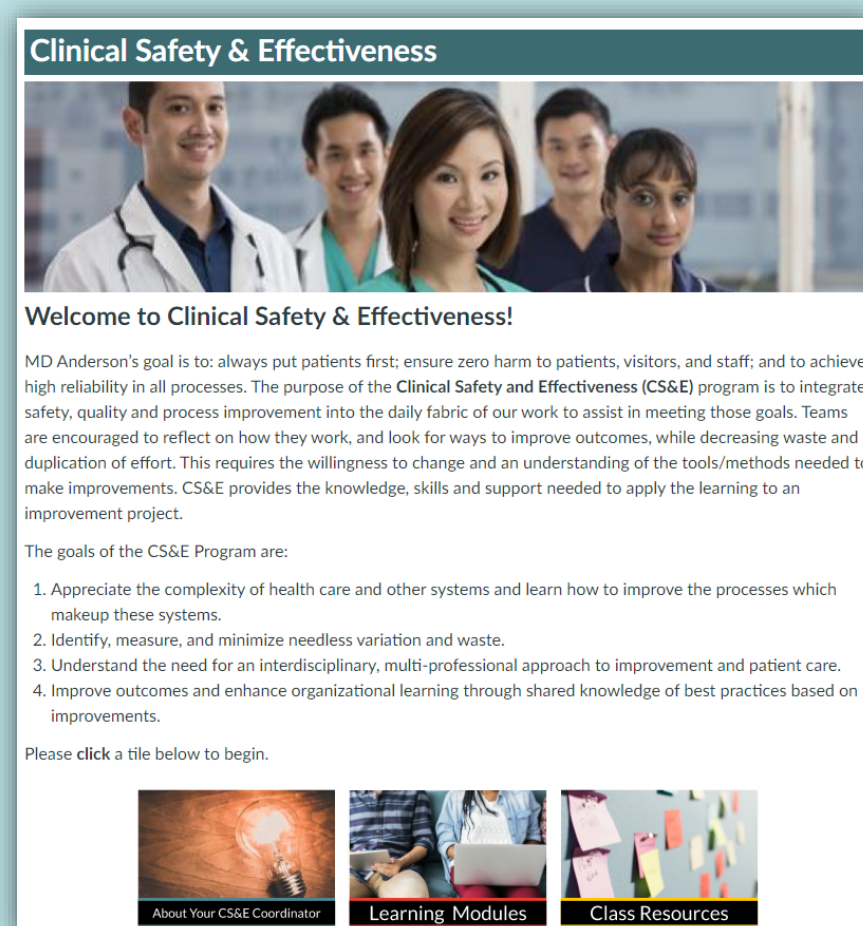 Clinical Safety & Effectiveness
Welcome to Clinical Safety & Effectiveness!
MD Anderson's goal is to: always put patients first; ensure zero harm to patients, visitors, and staff; and to achieve
high reliability in all processes. The purpose of the Clinical Safety and Effectiveness (CS&E) program is to integrate
safety, quality and process improvement into the daily fabric of our work to assist in meeting those goals. Teams
are encouraged to reflect on how they work, and look for ways to improve outcomes, while decreasing waste and
duplication of effort. This requires the willingness to change and an understanding of the tools/methods needed to
make improvements. CS&E provides the knowledge, skills and support needed to apply the learning to an
improvement project.
The goals of the CS&E Program are:
1. Appreciate the complexity of health care and other systems and learn how to improve the processes which
makeup these systems.
2. Identify, measure, and minimize needless variation and waste.
3. Understand the need for an interdisciplinary, multi-professional approach to improvement and patient care.
4. Improve outcomes and enhance organizational learning through shared knowledge of best practices based on
improvements.
Please click a tile below to begin.
About Your CS&E Coordinator
Learning Modules
Class Resources